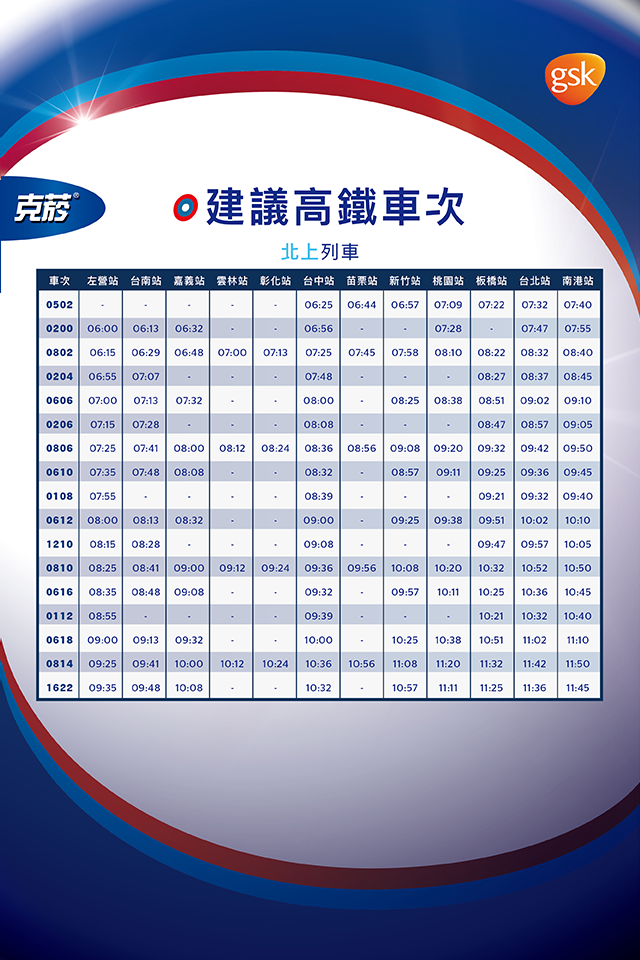 gsk
克菸®
建議高鐵車次
北上列車
車次 左營站 台南站 嘉義站 雲林站 彰化站 台中站 苗栗站 新竹站 桃園站 板橋站 台北站 南港站
0502 - - - - - 06:25 06:44 06:57 07:09 07:22 07:32 07:40
0200 06:00 06:13 06:32 - - 06:56 - - 07:28 - 07:47 07:55
0802 06:15 06:29 06:48 07:00 07:13 07:25 07:45 07:58 08:10 08:22 08:32 08:40
0204 06:55 07:07 - - - 07:48 - - - 08:27 08:37 08:45
0606 07:00 07:13 07:32 - - 08:00 - 08:25 08:38 08:51 09:02 09:10
0206 07:15 07:28 - - - 08:08 - - - 08:47 08:57 09:05
0806 07:25 07:41 08:00 08:12 08:24 08:36 08:56 09:08 09:20 09:32 09:42 09:50
0610 07:35 07:48 08:08 - - 08:32 - 08:57 09:11 09:25 09:36 09:45
0108 07:55 - - - - 08:39 - - - 09:21 09:32 09:40
0612 08:00 08:13 08:32 - - 09:00 - 09:25 09:38 09:51 10:02 10:10
1210 08:15 08:28 - - - 09:08 - - - 09:47 09:57 10:05
0810 08:25 08:41 09:00 09:12 09:24 09:36 09:56 10:08 10:20 10:32 10:52 10:50
0616 08:35 08:48 09:08 - - 09:32 - 09:57 10:11 10:25 10:36 10:45
0112 08:55 - - - - 09:39 - - - 10:21 10:32 10:40
0618 09:00 09:13 09:32 - - 10:00 - 10:25 10:38 10:51 11:02 11:10
0814 09:25 09:41 10:00 10:12 10:24 10:36 10:56 11:08 11:20 11:32 11:42 11:50
1622 09:35 09:48 10:08 - - 10:32 - 10:57 11:11 11:25 11:36 11:45